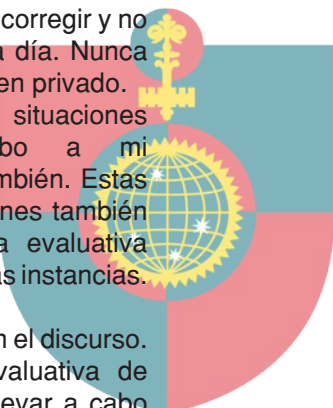 corregir y no
a día. Nunca
en privado.
situaciones
bo a mi
mbién. Estas
nes también
a evaluativa
as instancias.
n el discurso.
valuativa de
evar a cabo